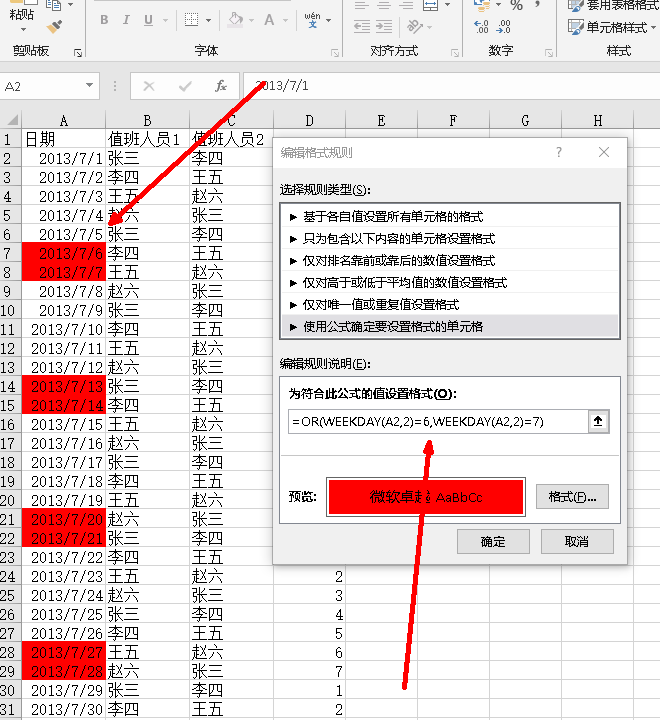 粘贴
B I U
wén
文
%
套用表格格式
单元格样式
剪贴板 字体 对齐方式 数字 样式
A2 fx 2013/7/1
A B C D E F G H
1 日期 值班人员1 值班人员2
2 2013/7/1 张三 李四
3 2013/7/2 李四 王五
4 2013/7/3 王五 赵六
5 2013/7/4 赵六 张三
6 2013/7/5 张三 李四
7 2013/7/6 李四 王五
8 2013/7/7 王五 赵六
9 2013/7/8 赵六 张三
10 2013/7/9 张三 李四
11 2013/7/10 李四 王五
12 2013/7/11 王五 赵六
13 2013/7/12 赵六 张三
14 2013/7/13 张三 李四
15 2013/7/14 李四 王五
16 2013/7/15 王五 赵六
17 2013/7/16 赵六 张三
18 2013/7/17 张三 李四
19 2013/7/18 李四 王五
20 2013/7/19 王五 赵六
21 2013/7/20 赵六 张三
22 2013/7/21 张三 李四
23 2013/7/22 李四 王五
24 2013/7/23 王五 赵六 2
25 2013/7/24 赵六 张三 3
26 2013/7/25 张三 李四 4
27 2013/7/26 李四 王五 5
28 2013/7/27 王五 赵六 6
29 2013/7/28 赵六 张三 7
30 2013/7/29 张三 李四 1
31 2013/7/30 李四 王五 2
编辑格式规则 ?
选择规则类型(S):
► 基于各自值设置所有单元格的格式
► 只为包含以下内容的单元格设置格式
► 仅对排名靠前或靠后的数值设置格式
► 仅对高于或低于平均值的数值设置格式
► 仅对唯一值或重复值设置格式
► 使用公式确定要设置格式的单元格
编辑规则说明(E):
为符合此公式的值设置格式(O):
=OR(WEEKDAY(A2,2)=6,WEEKDAY(A2,2)=7)
预览: 微软卓越 AaBbCc 格式(F)...
确定 取消